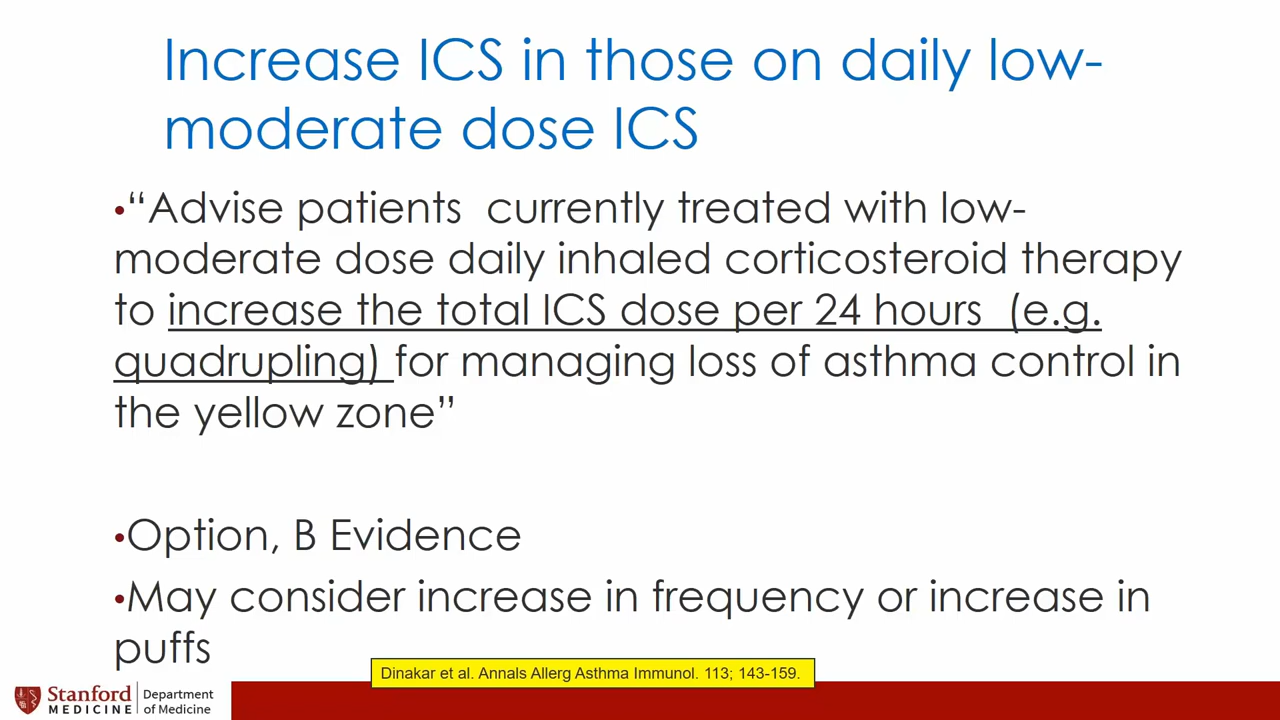 Increase ICS in those on daily low-
moderate dose ICS
•“Advise patients  currently treated with low-
moderate dose daily inhaled corticosteroid therapy
to increase the total ICS dose per 24 hours  (e.g.
quadrupling) for managing loss of asthma control in
the yellow zone”
•Option, B Evidence
•May consider increase in frequency or increase in
puffs
Dinakar et al. Annals Allerg Asthma Immunol. 113; 143-159.
Stanford
MEDICINE
Department
of Medicine